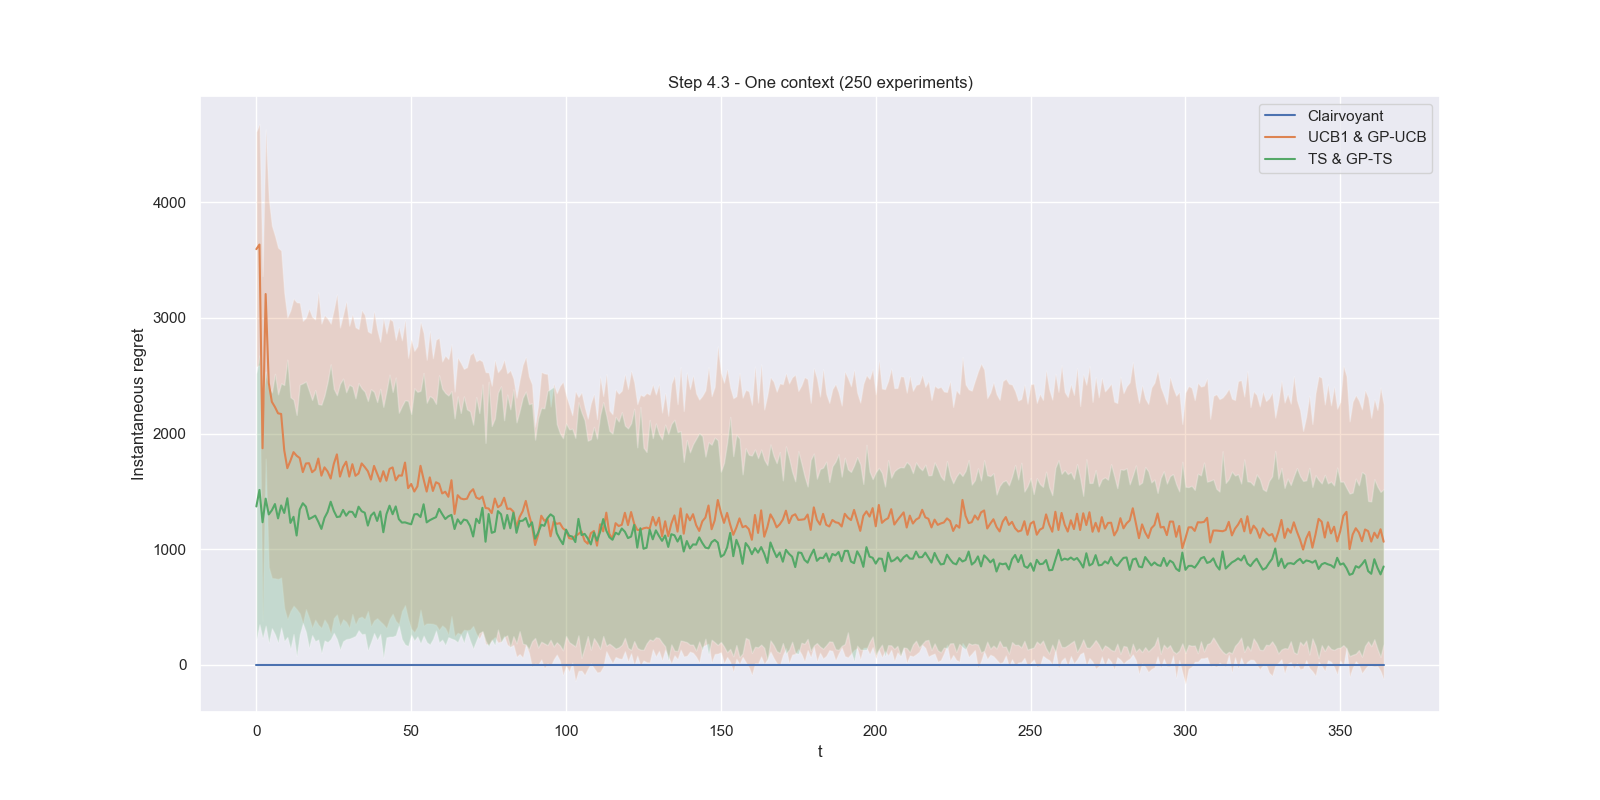 Step 4.3 - One context (250 experiments)
Clairvoyant
UCB1 & GP-UCB
TS & GP-TS
Instantaneous regret
4000
3000
2000
1000
0
0 50 100 150 200 250 300 350
t